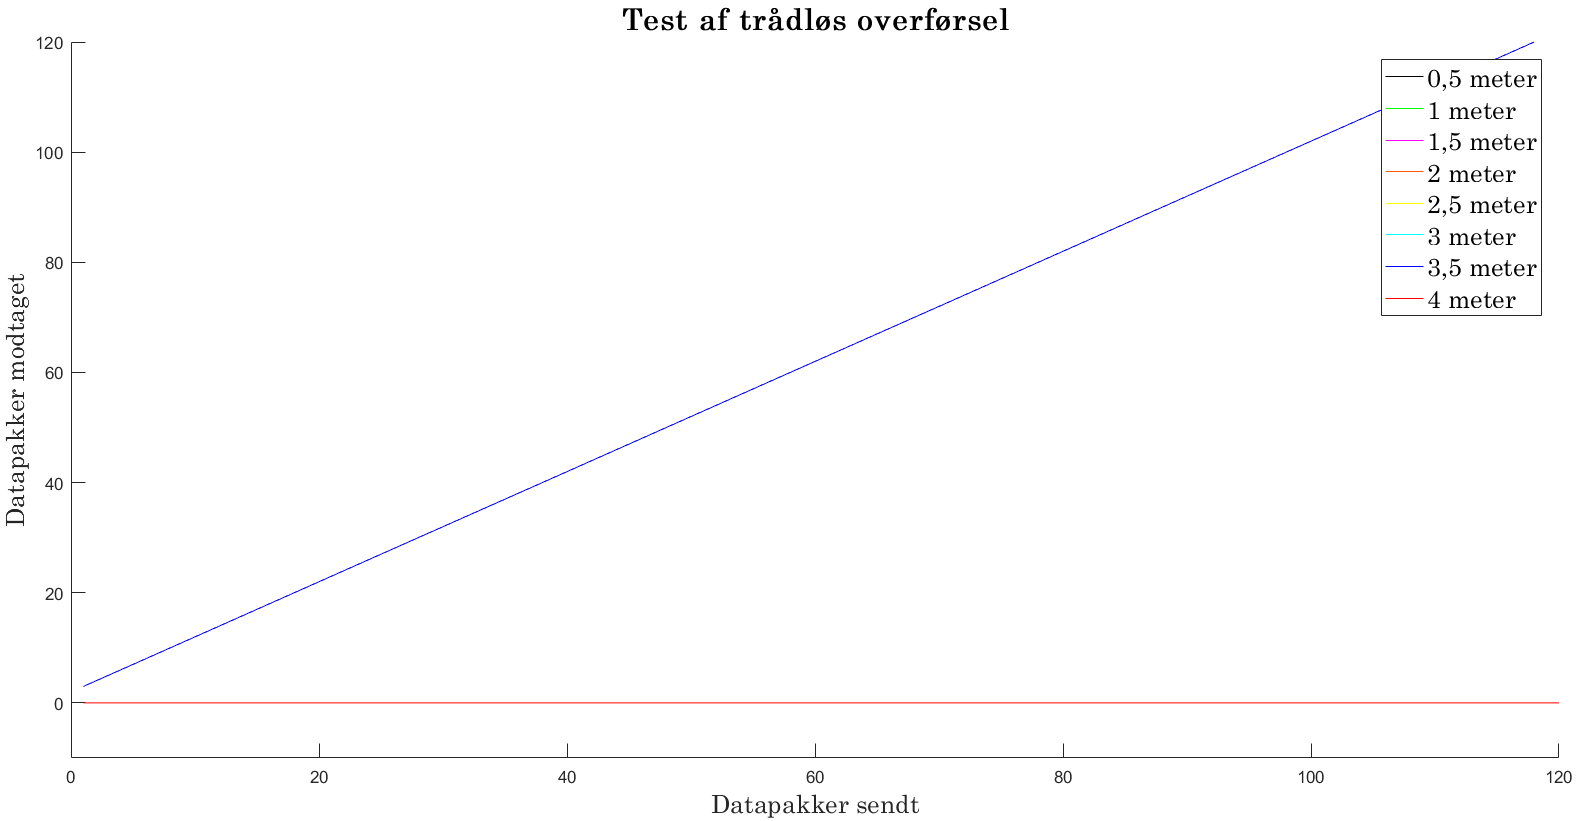 Test af trådløs overførsel
120
100
80
60
40
20
0
Datapakker modtaget
0,5 meter
1 meter
1,5 meter
2 meter
2,5 meter
3 meter
3,5 meter
4 meter
0 20 40 60 80 100 120
Datapakker sendt